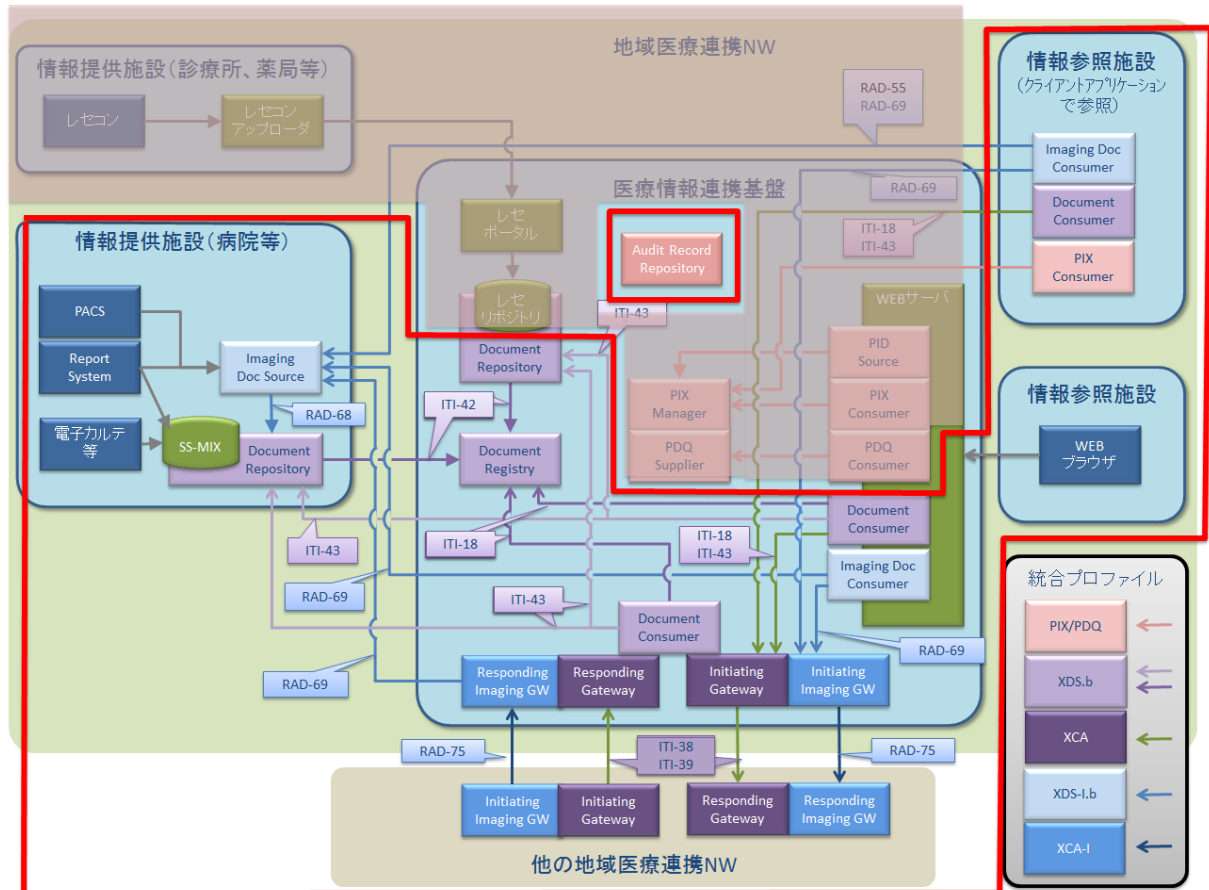 地域医療連携NW
情報提供施設(診療所、薬局等)
レセコン
レセコン
アップローダ
RAD-55
RAD-69
情報参照施設
(クライアントアプリケーション
で参照)
Imaging Doc
Consumer
Document
Consumer
PIX
Consumer
医療情報連携基盤
RAD-69
ITI-18
ITI-43
レセ
ポータル
Audit Record
Repository
レセ
リポジトリ
ITI-43
WEBサーバ
情報提供施設(病院等)
PACS
Report
System
Imaging
Doc Source
RAD-68
電子カルテ
等
SS-MIX
Document
Repository
Document
Repository
ITI-42
Document
Registry
PID
Source
PIX
Manager
PIX
Consumer
PDQ
Supplier
PDQ
Consumer
情報参照施設
WEB
ブラウザ
ITI-43
ITI-18
ITI-18
ITI-43
Document
Consumer
Imaging Doc
Consumer
RAD-69
ITI-43
Document
Consumer
RAD-69
RAD-69
Responding
Imaging GW
Responding
Gateway
Initiating
Gateway
Initiating
Imaging GW
RAD-75
ITI-38
ITI-39
RAD-75
Initiating
Imaging GW
Initiating
Gateway
Responding
Gateway
Responding
Imaging GW
他の地域医療連携NW
統合プロファイル
PIX/PDQ
XDS.b
XCA
XDS-I.b
XCA-I